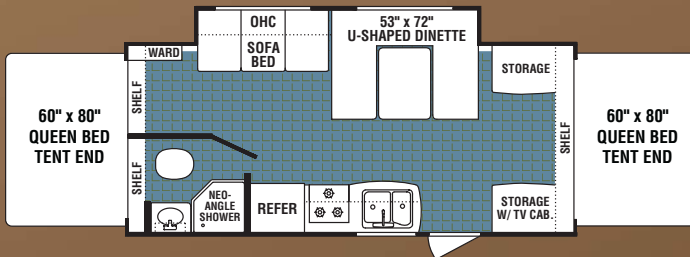 OHC
SOFA
BED
53" x 72"
U-SHAPED DINETTE
WARD
STORAGE
SHELF
60" x 80"
QUEEN BED
TENT END
SHELF
60" x 80"
QUEEN BED
TENT END
SHELF
NEO-
ANGLE
SHOWER
REFER
STORAGE
W/ TV CAB.